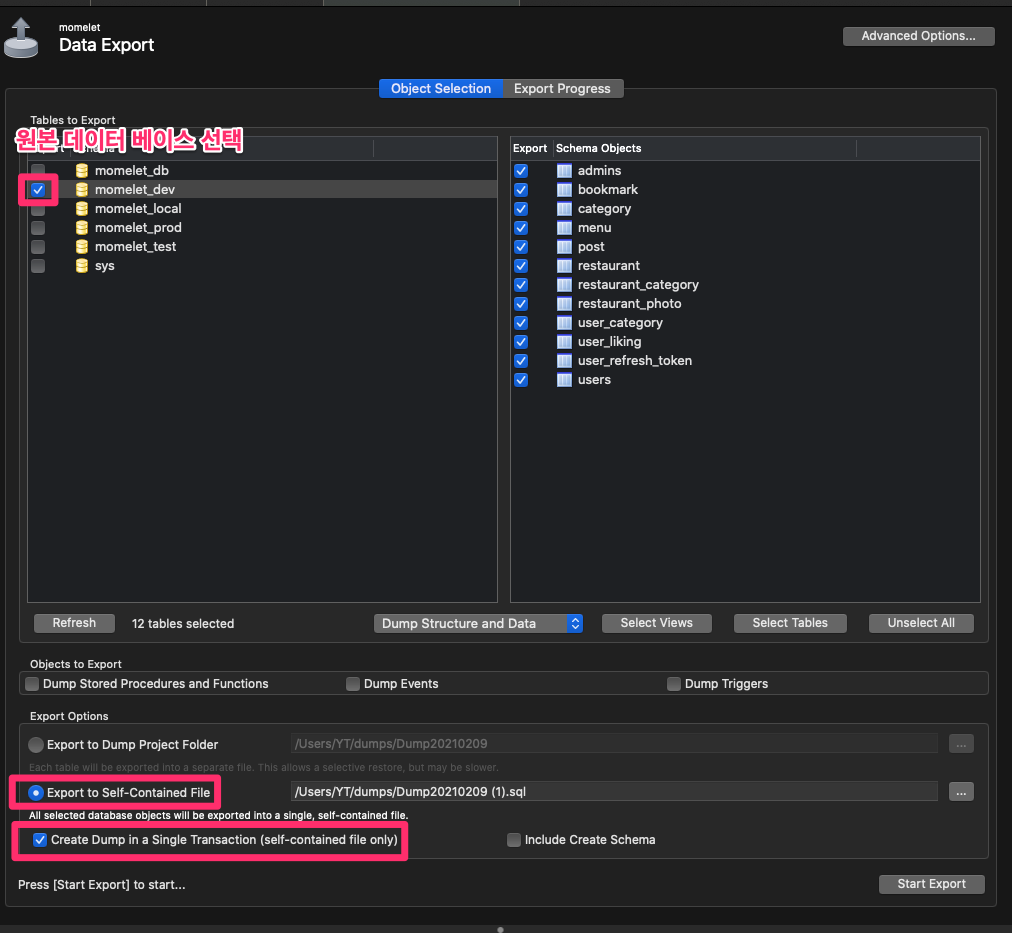 momelet
Data Export
Advanced Options...
Object Selection Export Progress
Tables to Export
원본 데이터 베이스 선택
momelet_db
momelet_dev
momelet_local
momelet_prod
momelet_test
sys
Export Schema Objects
admins
bookmark
category
menu
post
restaurant
restaurant_category
restaurant_photo
user_category
user_liking
user_refresh_token
users
Refresh 12 tables selected Dump Structure and Data Select Views Select Tables Unselect All
Objects to Export
Dump Stored Procedures and Functions Dump Events Dump Triggers
Export Options
Export to Dump Project Folder /Users/YT/dumps/Dump20210209 ...
Each table will be exported into a separate file. This allows a selective restore, but may be slower.
Export to Self-Contained File /Users/YT/dumps/Dump20210209 (1).sql ...
All selected database objects will be exported into a single, self-contained file.
Create Dump in a Single Transaction (self-contained file only) Include Create Schema
Press [Start Export] to start... Start Export